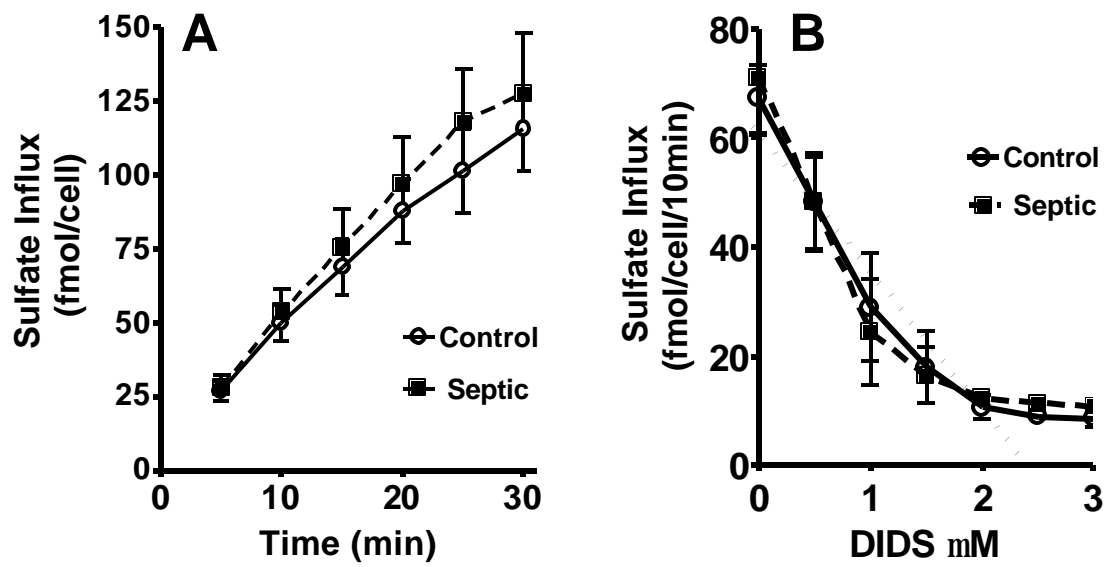 A
Sulfate Influx
(fmol/cell)
150
125
100
75
50
25
0
Control
Septic
0 10 20 30
Time (min)
B
Sulfate Influx
(fmol/cell/10min)
80
60
40
20
0
Control
Septic
0 1 2 3
DIDS mM